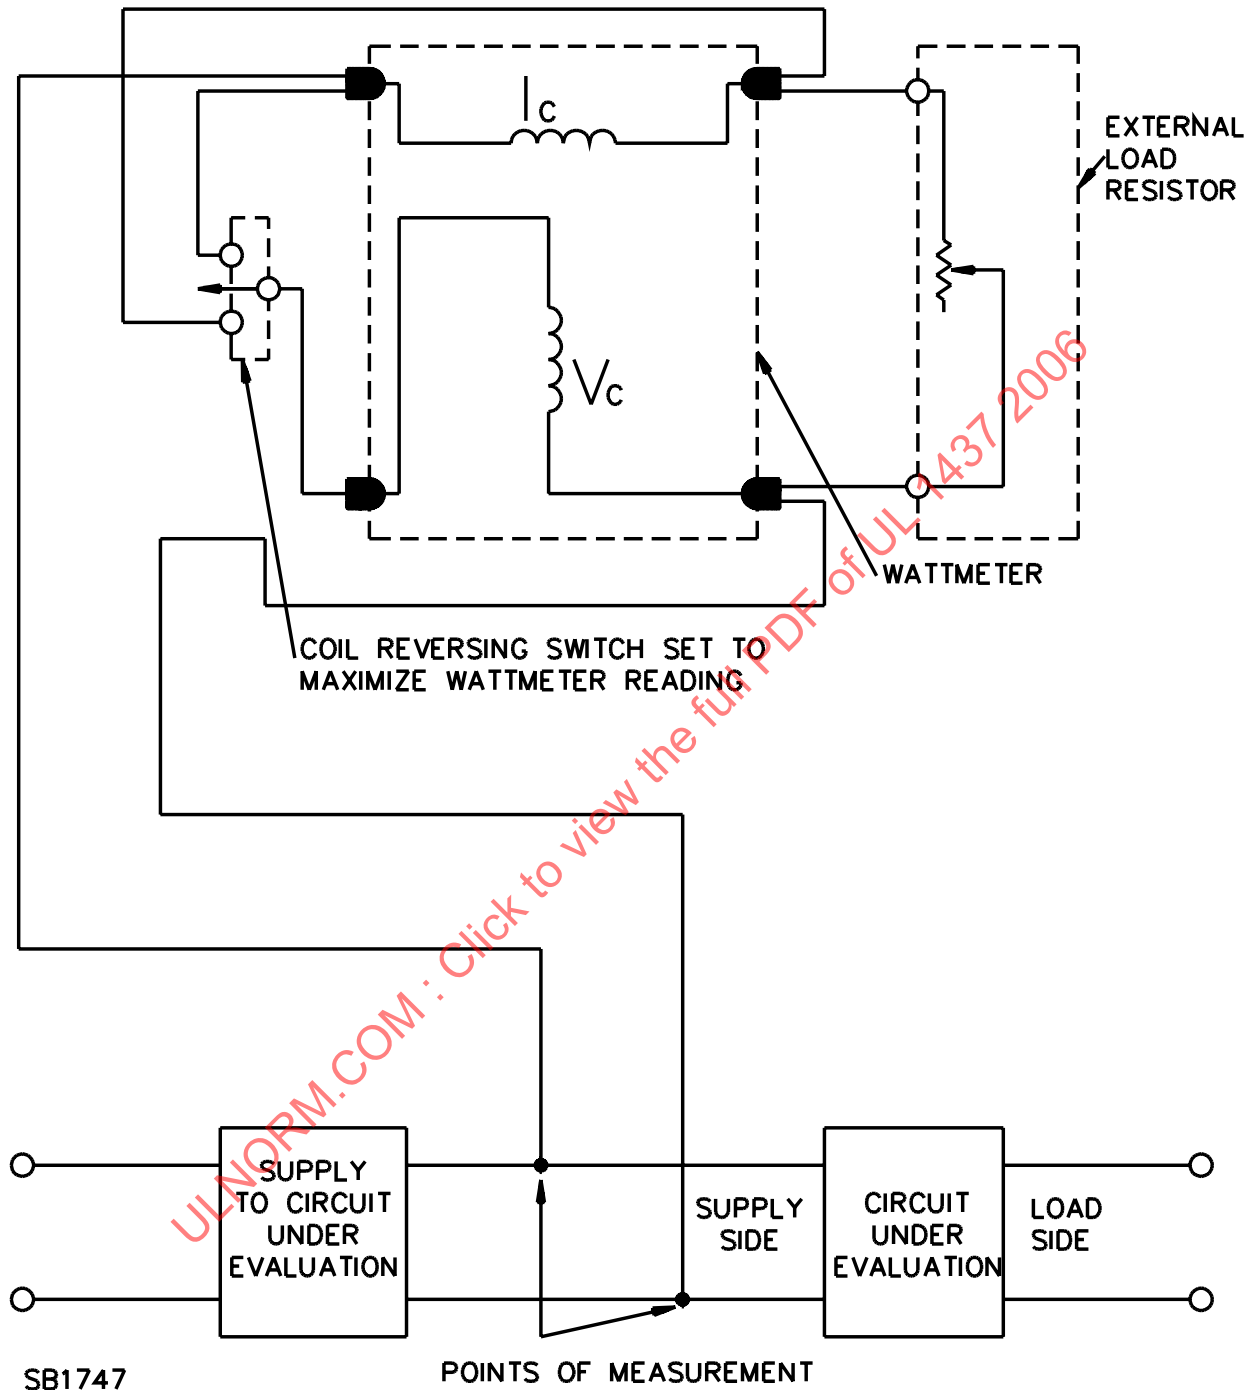 I C
EXTERNAL
LOAD
RESISTOR
VC
WATTMETER
COIL REVERSING SWITCH SET TO
MAXIMIZE WATTMETER READING
ULNORM.COM : Click to view the full PDF of UL 1437 2006
SUPPLY
TO CIRCUIT
UNDER
EVALUATION
SUPPLY
SIDE
CIRCUIT
UNDER
EVALUATION
LOAD
SIDE
POINTS OF MEASUREMENT
SB1747